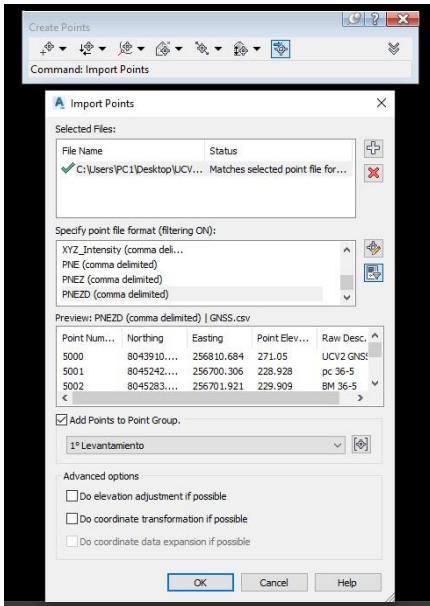 Create Points
Command: Import Points
Import Points
Selected Files:
File Name Status
C:\Users\PC1\Desktop\UCV... Matches selected point file for...
Specify point file format (filtering ON):
XYZ_Intensity (comma deli...
PNE (comma delimited)
PNEZ (comma delimited)
PNEZD (comma delimited)
Preview: PNEZD (comma delimited) | GNSS.csv
Point Num... Northing Easting Point Elev... Raw Desc.
5000 8043910.... 256810.684 271.05 UCV2 GNSS
5001 8045242.... 256700.306 228.928 pc 36-5
5002 8045283.... 256701.921 229.909 BM 36-5
Add Points to Point Group.
1º Levantamiento
Advanced options
Do elevation adjustment if possible
Do coordinate transformation if possible
Do coordinate data expansion if possible
OK Cancel Help